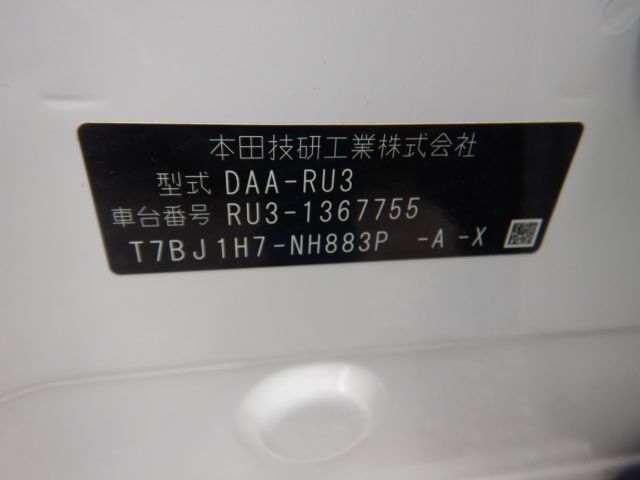 本田技研工業株式会社
型式 DAA-RU3
車台番号 RU3-1367755
T7BJ1H7-NH883P -A -X